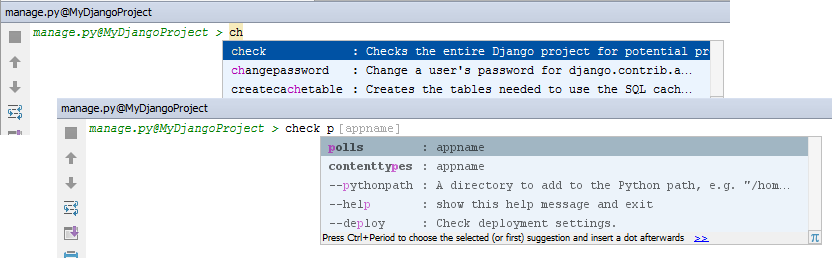 manage.py@MyDjangoProject
manage.py@MyDjangoProject > ch
check : Checks the entire Django project for potential pr
changepassword : Change a user's password for django.contrib.a...
createcachetable : Creates the tables needed to use the SQL cach...
manage.py@MyDjangoProject
manage.py@MyDjangoProject > check p [appname]
polls : appname
contenttypes : appname
--pythonpath : A directory to add to the Python path, e.g. "/hom...
--help : show this help message and exit
--deploy : Check deployment settings.
Press Ctrl+Period to choose the selected (or first) suggestion and insert a dot afterwards >>
π